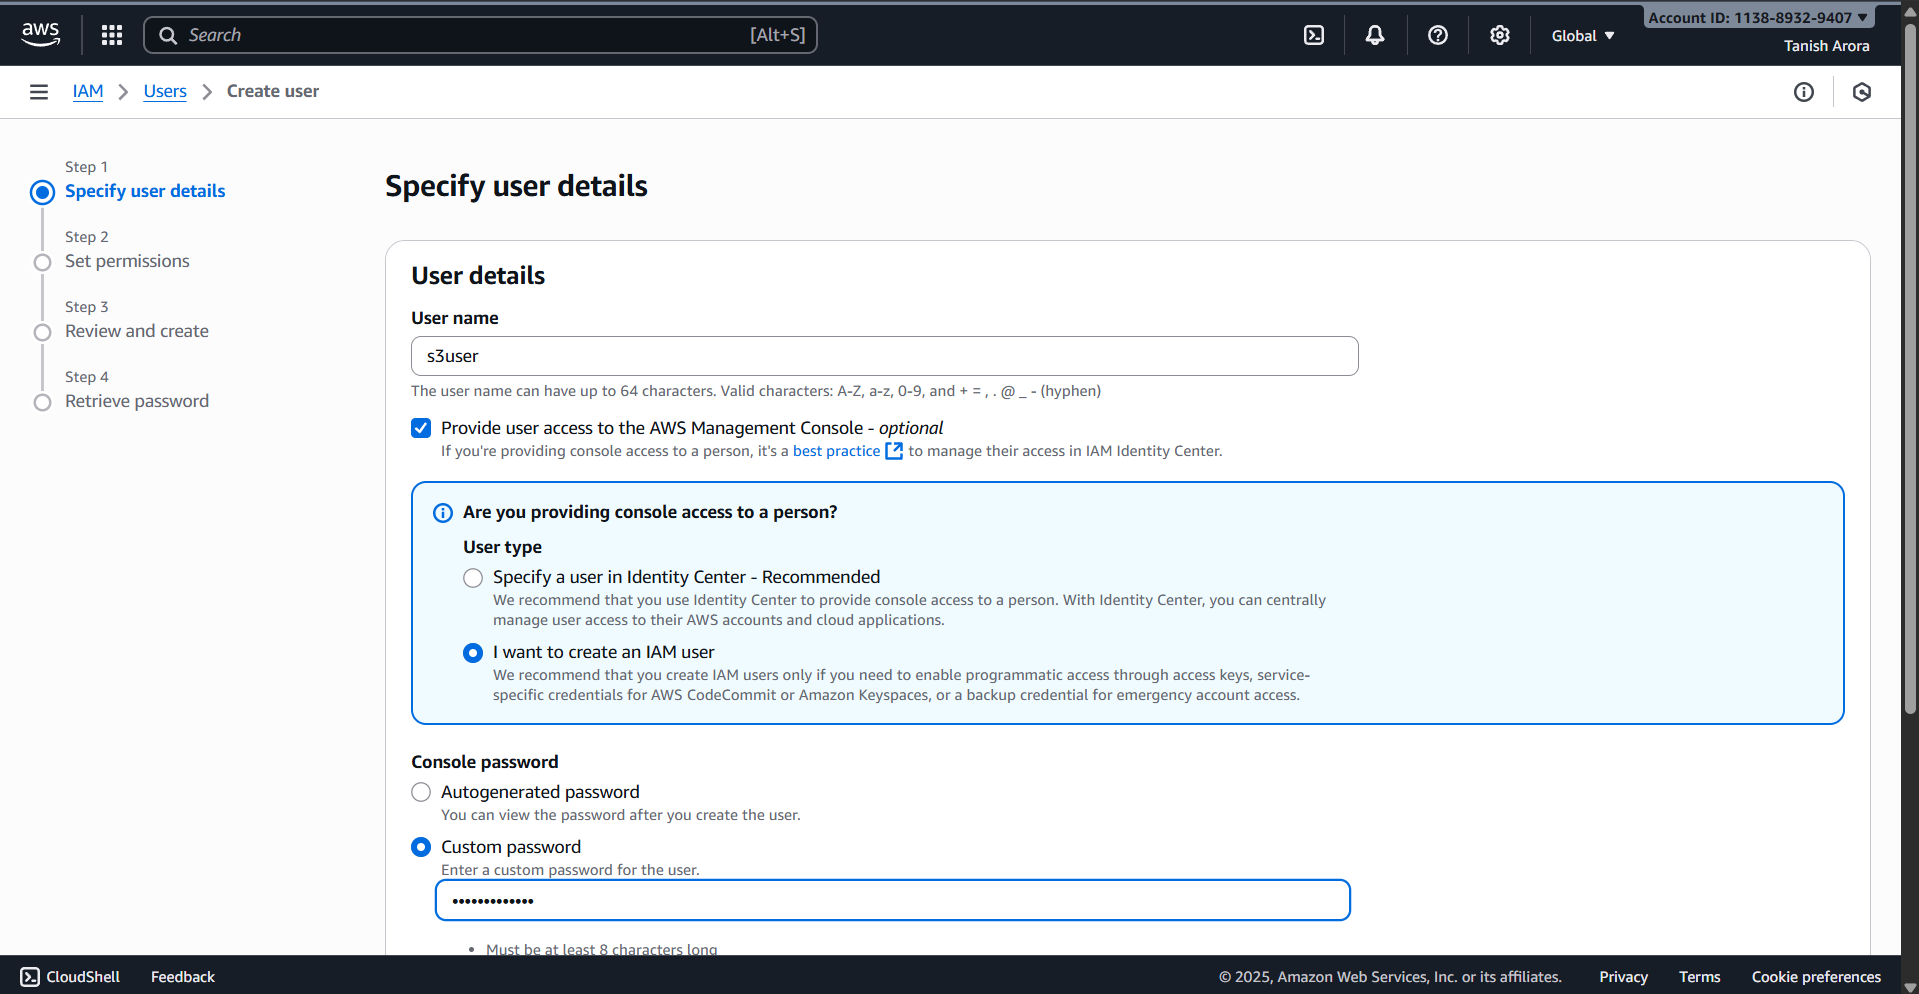 aws
Search
[Alt+S]
Global
Account ID: 1138-8932-9407
Tanish Arora
IAM
Users
Create user
Step 1
Specify user details
Step 2
Set permissions
Step 3
Review and create
Step 4
Retrieve password
Specify user details
User details
User name
s3user
The user name can have up to 64 characters. Valid characters: A-Z, a-z, 0-9, and + = , . @ _ - (hyphen)
Provide user access to the AWS Management Console - optional
If you're providing console access to a person, it's a best practice to manage their access in IAM Identity Center.
Are you providing console access to a person?
User type
Specify a user in Identity Center - Recommended
We recommend that you use Identity Center to provide console access to a person. With Identity Center, you can centrally
manage user access to their AWS accounts and cloud applications.
I want to create an IAM user
We recommend that you create IAM users only if you need to enable programmatic access through access keys, service-
specific credentials for AWS CodeCommit or Amazon Keyspaces, or a backup credential for emergency account access.
Console password
Autogenerated password
You can view the password after you create the user.
Custom password
Enter a custom password for the user.
•••••••••••••
• Must be at least 8 characters long
CloudShell
Feedback
© 2025, Amazon Web Services, Inc. or its affiliates.
Privacy
Terms
Cookie preferences